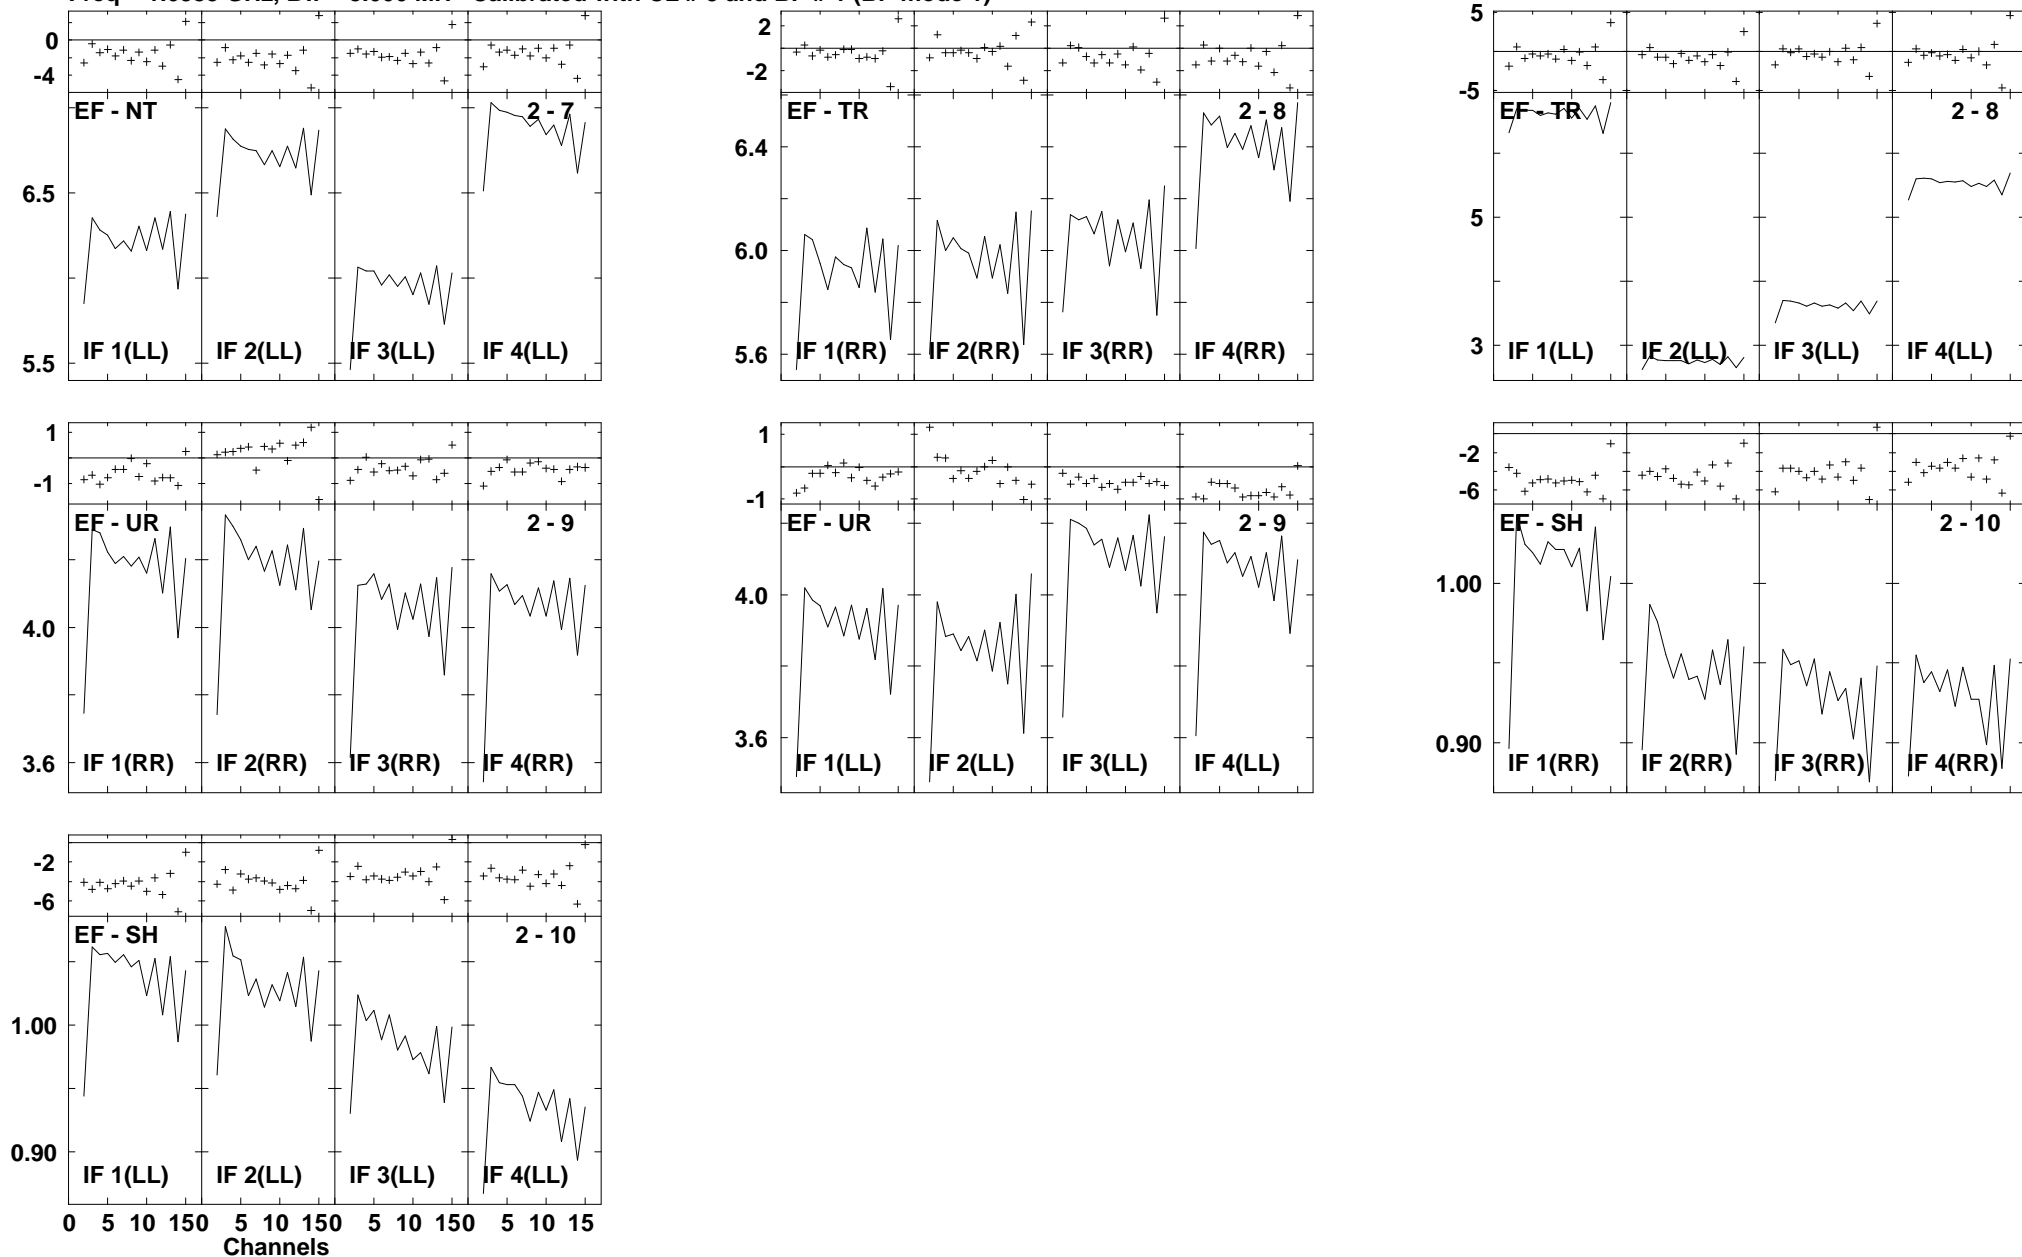 0
-4
EF - NT 2 - 7
6.5
5.5
IF 1(LL) IF 2(LL) IF 3(LL) IF 4(LL)
2
-2
EF - TR 2 - 8
6.4
6.0
5.6
IF 1(RR) IF 2(RR) IF 3(RR) IF 4(RR)
5
-5
EF - TR 2 - 8
5
3
IF 1(LL) IF 2(LL) IF 3(LL) IF 4(LL)
1
-1
EF - UR 2 - 9
4.0
3.6
IF 1(RR) IF 2(RR) IF 3(RR) IF 4(RR)
1
-1
EF - UR 2 - 9
4.0
3.6
IF 1(LL) IF 2(LL) IF 3(LL) IF 4(LL)
-2
-6
EF - SH 2 - 10
1.00
0.90
IF 1(RR) IF 2(RR) IF 3(RR) IF 4(RR)
-2
-6
EF - SH 2 - 10
1.00
0.90
IF 1(LL) IF 2(LL) IF 3(LL) IF 4(LL)
0 5 10 150 5 10 150 5 10 150 5 10 15
Channels